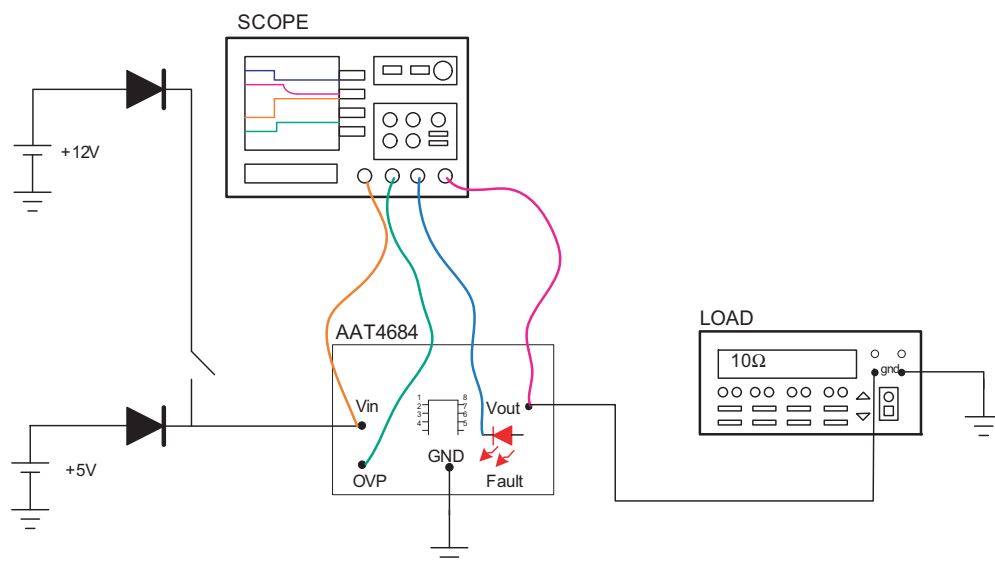 SCOPE
+12V
AAT4684
LOAD
10Ω
gnd
Vin
1
2
3
4
8
7
6
5
Vout
+5V
OVP
GND
Fault